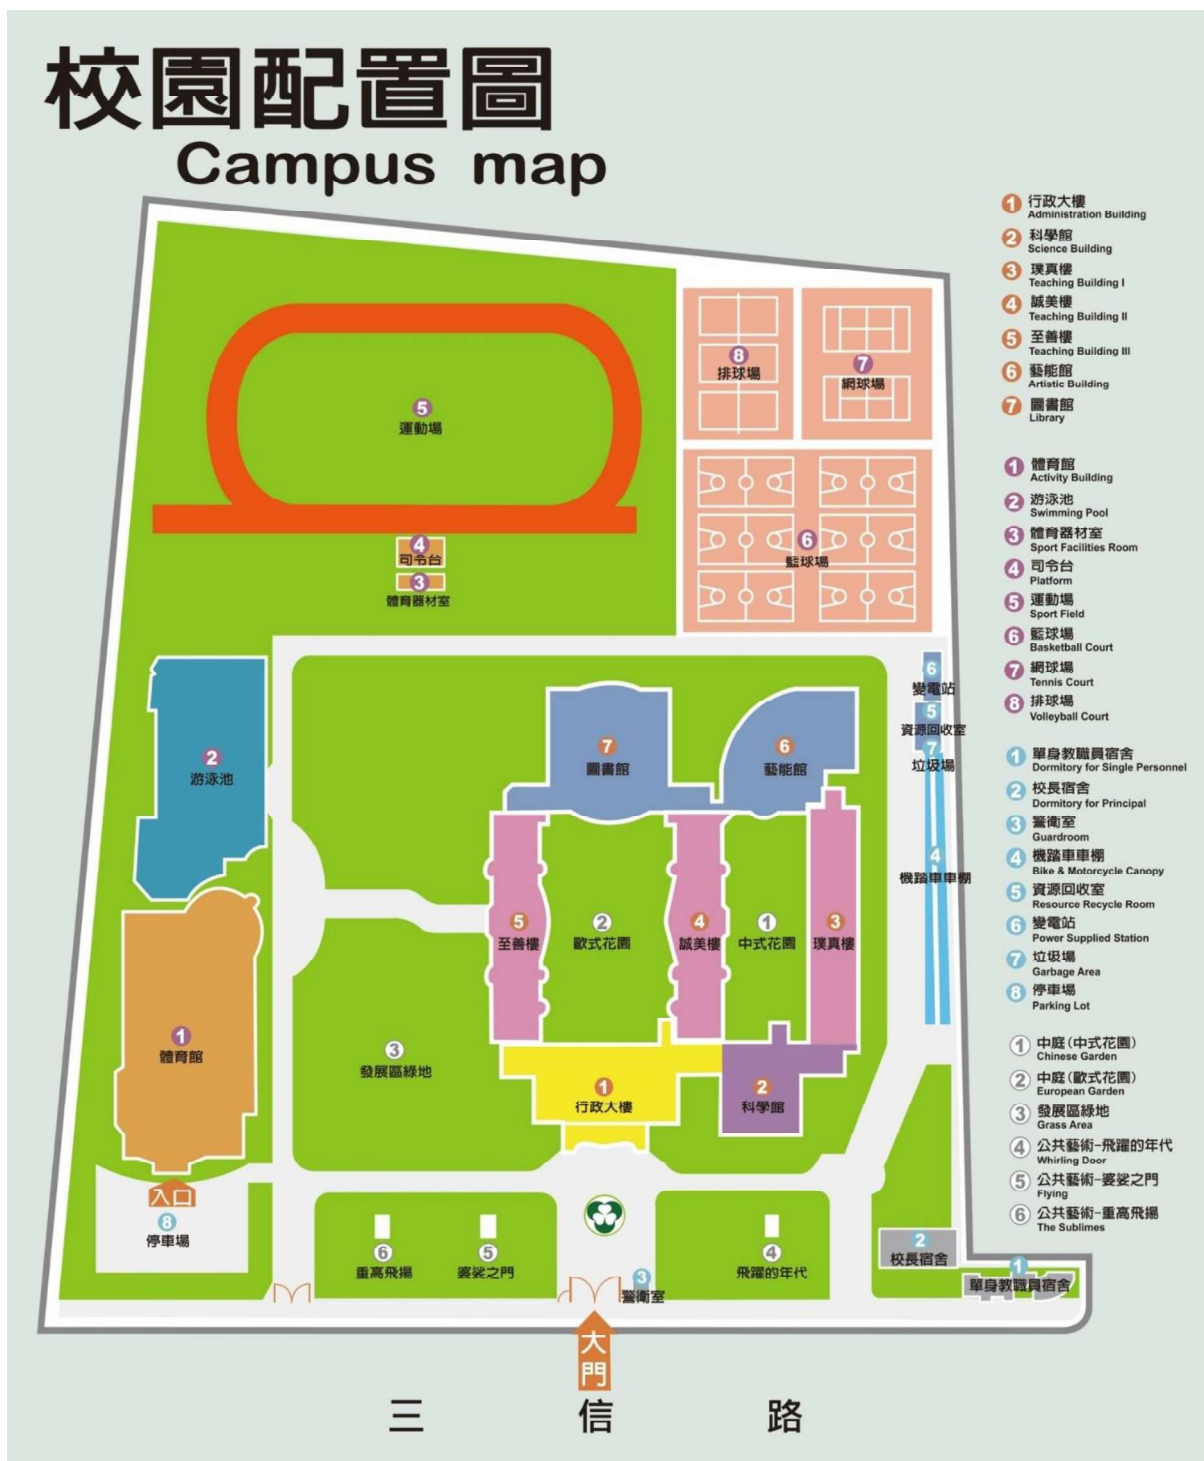 校園配置圖
Campus map
8
排球場
7
網球場
5
運動場
6
籃球場
4
司令台
3
體育器材室
6
變電站
5
資源回收室
7
垃圾場
4
機踏車車棚
2
游泳池
7
圖書館
6
藝能館
5
至善樓
2
歐式花園
4
誠美樓
1
中式花園
3
璞真樓
1
體育館
3
發展區綠地
1
行政大樓
2
科學館
入口
8
停車場
6
重高飛揚
5
婆娑之門
3
警衛室
4
飛躍的年代
2
校長宿舍
1
單身教職員宿舍
大門
三信路
1 行政大樓
Administration Building
2 科學館
Science Building
3 璞真樓
Teaching Building I
4 誠美樓
Teaching Building II
5 至善樓
Teaching Building III
6 藝能館
Artistic Building
7 圖書館
Library
1 體育館
Activity Building
2 游泳池
Swimming Pool
3 體育器材室
Sport Facilities Room
4 司令台
Platform
5 運動場
Sport Field
6 籃球場
Basketball Court
7 網球場
Tennis Court
8 排球場
Volleyball Court
1 單身教職員宿舍
Dormitory for Single Personnel
2 校長宿舍
Dormitory for Principal
3 警衛室
Guardroom
4 機踏車車棚
Bike & Motorcycle Canopy
5 資源回收室
Resource Recycle Room
6 變電站
Power Supplied Station
7 垃圾場
Garbage Area
8 停車場
Parking Lot
1 中庭(中式花園)
Chinese Garden
2 中庭(歐式花園)
European Garden
3 發展區綠地
Grass Area
4 公共藝術-飛躍的年代
Whirling Door
5 公共藝術-婆娑之門
Flying
6 公共藝術-重高飛揚
The Sublimes